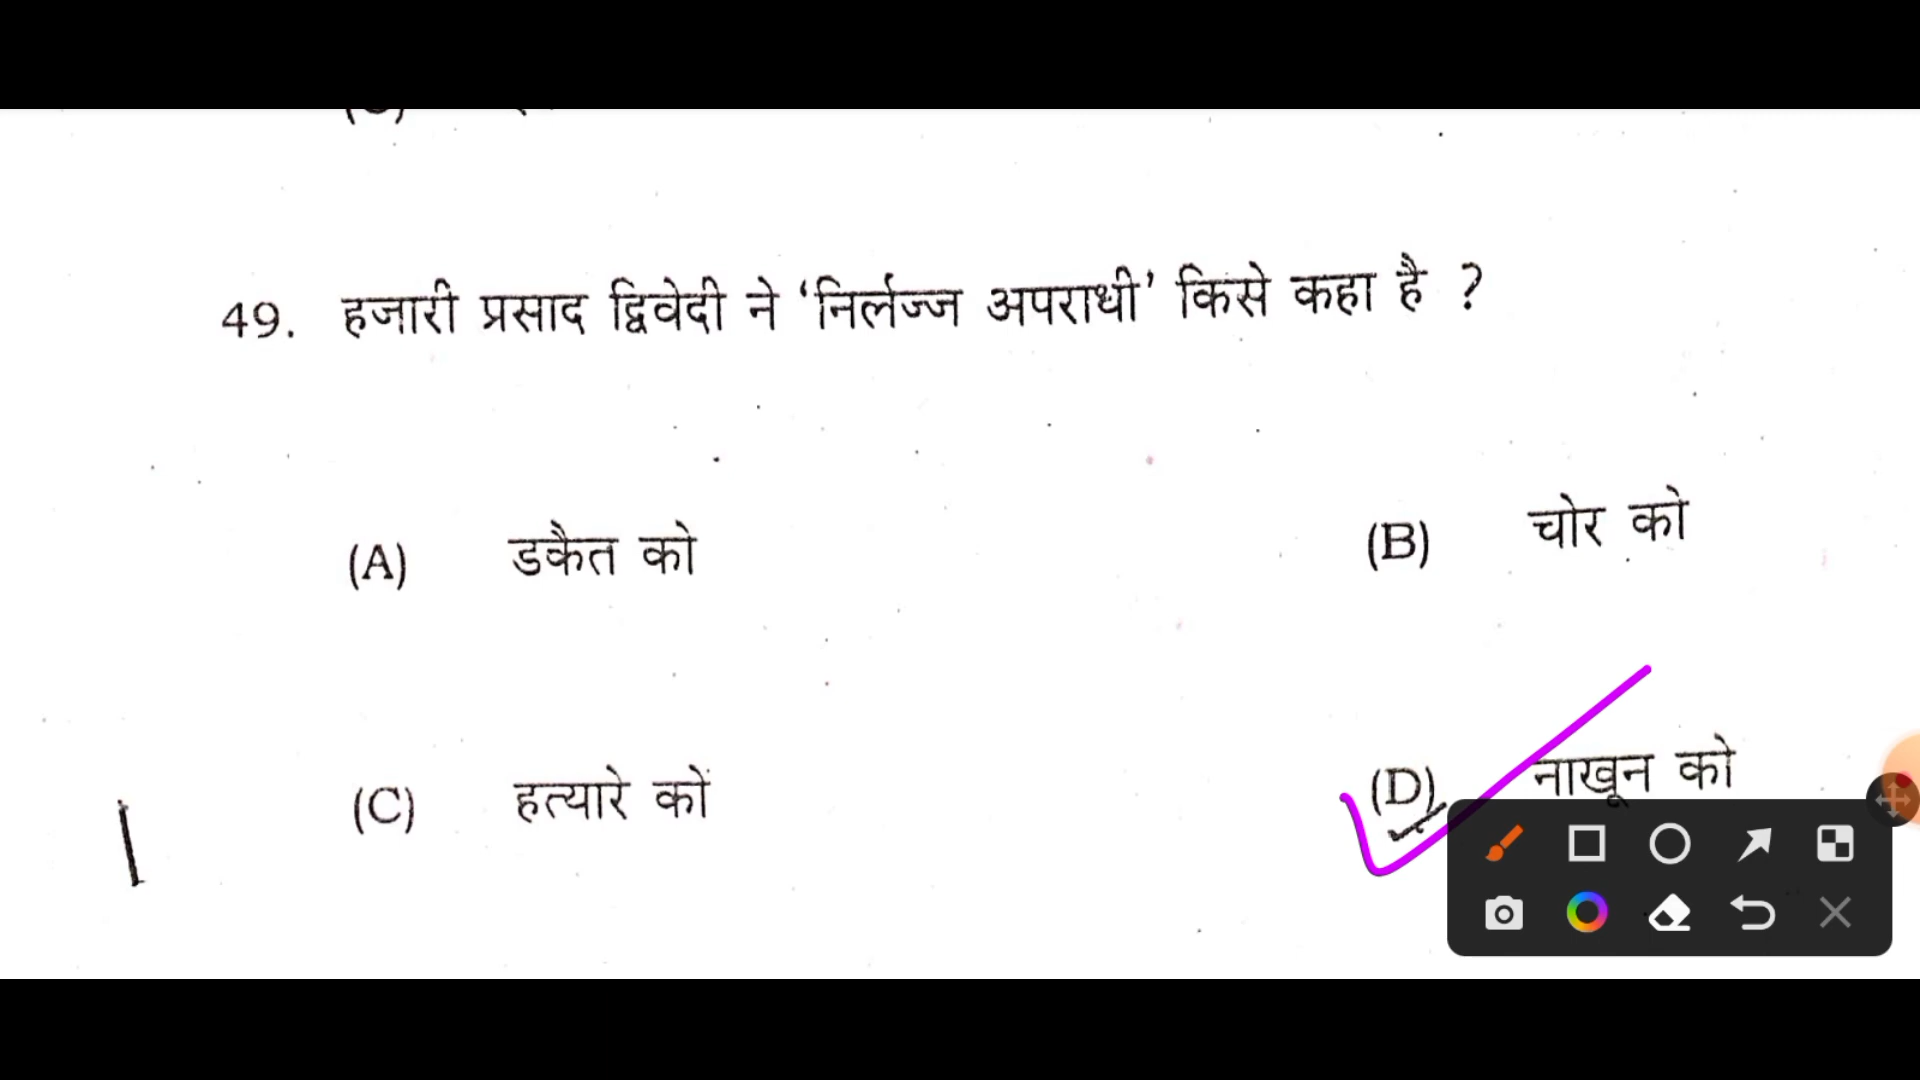 49. हजारी प्रसाद द्विवेदी ने ‘निर्लज्ज अपराधी’ किसे कहा है ?
(A) डकैत को
(B) चोर को
(C) हत्यारे को
(D) नाखून को